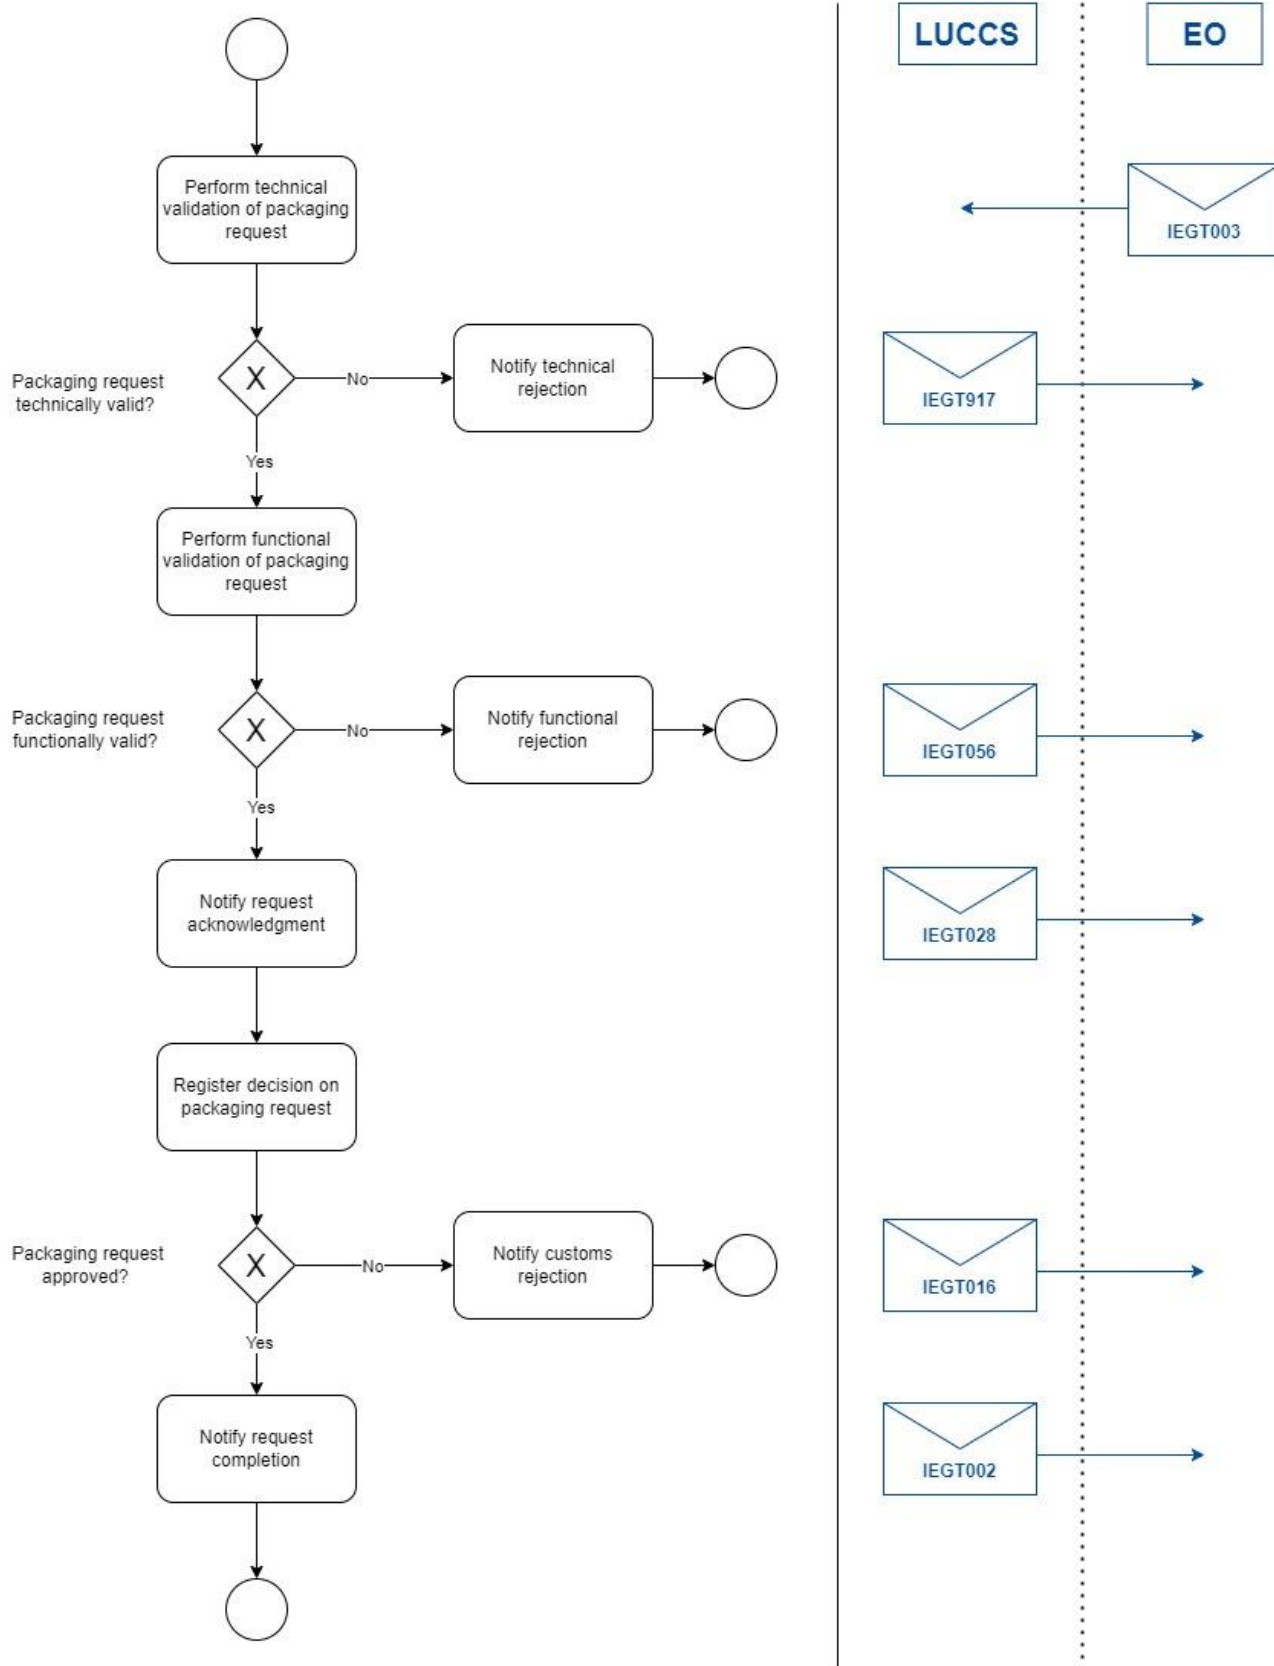 LUCCS
EO
Perform technical
validation of packaging
request
IEGT003
Packaging request
technically valid?
X
No
Notify technical
rejection
IEGT917
Yes
Perform functional
validation of packaging
request
Packaging request
functionally valid?
X
No
Notify functional
rejection
IEGT056
Yes
Notify request
acknowledgment
IEGT028
Register decision on
packaging request
Packaging request
approved?
X
No
Notify customs
rejection
IEGT016
Yes
Notify request
completion
IEGT002